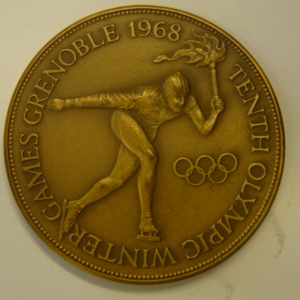 TENTH OLYMPIC WINTER GAMES GRENOBLE 1968